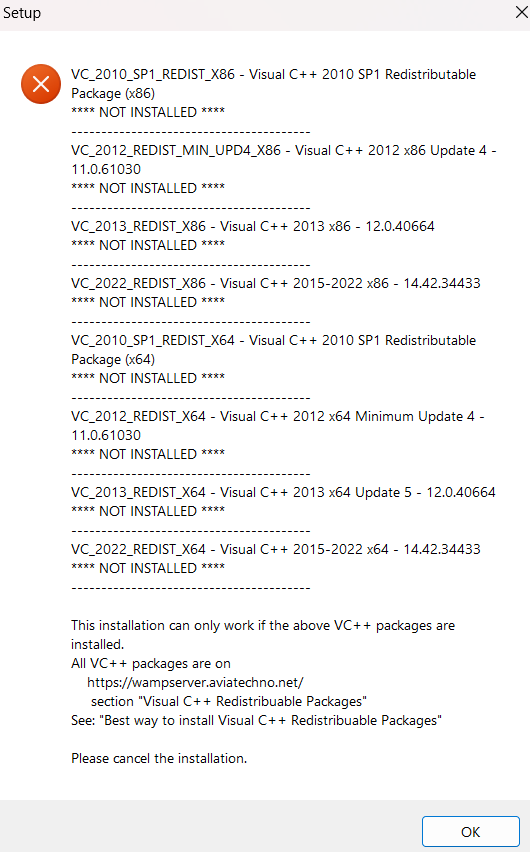 Setup
VC_2010_SP1_REDIST_X86 - Visual C++ 2010 SP1 Redistributable
Package (x86)
**** NOT INSTALLED ****
----------------------------------------
VC_2012_REDIST_MIN_UPD4_X86 - Visual C++ 2012 x86 Update 4 -
11.0.61030
**** NOT INSTALLED ****
----------------------------------------
VC_2013_REDIST_X86 - Visual C++ 2013 x86 - 12.0.40664
**** NOT INSTALLED ****
----------------------------------------
VC_2022_REDIST_X86 - Visual C++ 2015-2022 x86 - 14.42.34433
**** NOT INSTALLED ****
----------------------------------------
VC_2010_SP1_REDIST_X64 - Visual C++ 2010 SP1 Redistributable
Package (x64)
**** NOT INSTALLED ****
----------------------------------------
VC_2012_REDIST_X64 - Visual C++ 2012 x64 Minimum Update 4 -
11.0.61030
**** NOT INSTALLED ****
----------------------------------------
VC_2013_REDIST_X64 - Visual C++ 2013 x64 Update 5 - 12.0.40664
**** NOT INSTALLED ****
----------------------------------------
VC_2022_REDIST_X64 - Visual C++ 2015-2022 x64 - 14.42.34433
**** NOT INSTALLED ****
----------------------------------------
This installation can only work if the above VC++ packages are
installed.
All VC++ packages are on
https://wampserver.aviatechno.net/
section "Visual C++ Redistribuable Packages"
See: "Best way to install Visual C++ Redistribuable Packages"
Please cancel the installation.
OK